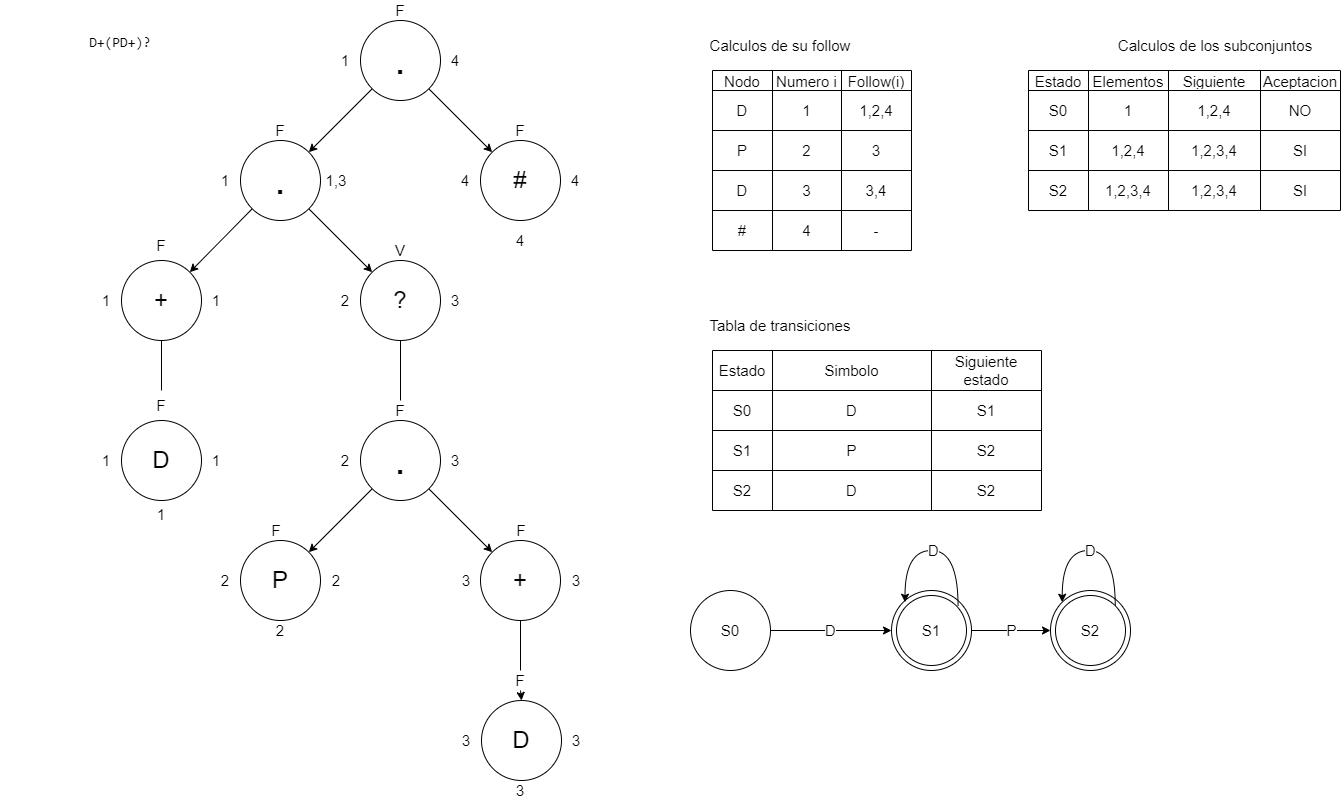 F
D+(PD+)?
1 . 4
F F
1 . 1,3 4 # 4
4
F V
1 + 1 2 ? 3
F F
1 D 1 2 . 3
1
F F
2 P 2 3 + 3
2
F
3 D 3
3
Calculos de su follow
Nodo Numero i Follow(i)
D 1 1,2,4
P 2 3
D 3 3,4
# 4 -
Calculos de los subconjuntos
Estado Elementos Siguiente Aceptacion
S0 1 1,2,4 NO
S1 1,2,4 1,2,3,4 SI
S2 1,2,3,4 1,2,3,4 SI
Tabla de transiciones
Estado Simbolo Siguiente
estado
S0 D S1
S1 P S2
S2 D S2
D D
S0 D S1 P S2